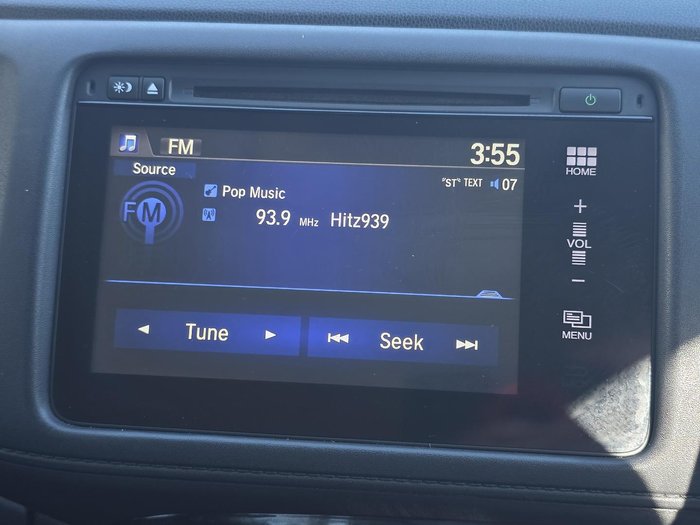 FM
3:55
Source
"ST" TEXT 07
Pop Music
FM
93.9 MHz Hitz939
Tune
Seek
HOME
+
VOL
−
MENU